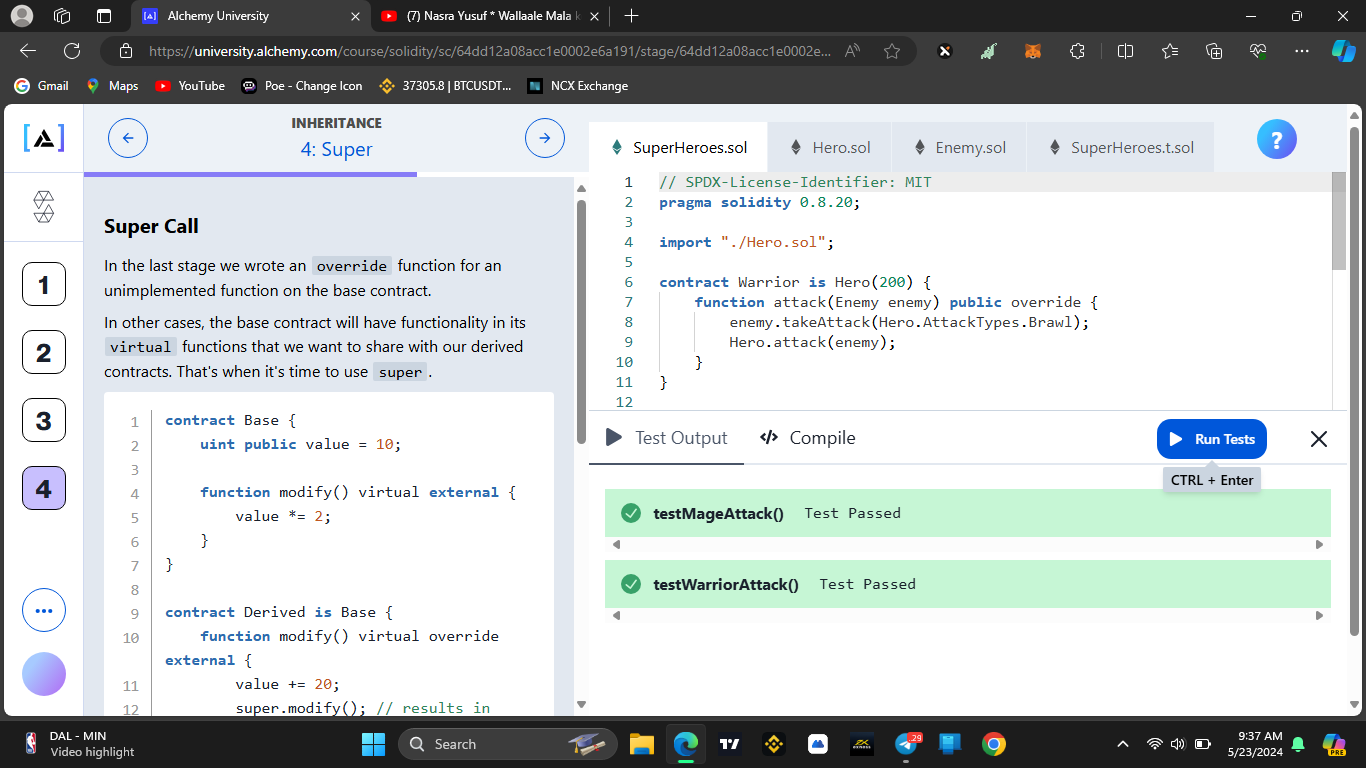 Alchemy University
(7) Nasra Yusuf * Wallaale Mala k
https://university.alchemy.com/course/solidity/sc/64dd12a08acc1e0002e6a191/stage/64dd12a08acc1e0002e...
Gmail
Maps
YouTube
Poe - Change Icon
37305.8 | BTCUSDT...
NCX Exchange
INHERITANCE
4: Super
1
2
3
4
Super Call
In the last stage we wrote an override function for an
unimplemented function on the base contract.
In other cases, the base contract will have functionality in its
virtual functions that we want to share with our derived
contracts. That's when it's time to use super.
1 contract Base {
2 uint public value = 10;
3
4 function modify() virtual external {
5 value *= 2;
6 }
7 }
8
9 contract Derived is Base {
10 function modify() virtual override
external {
11 value += 20;
12 super.modify(); // results in
SuperHeroes.sol
Hero.sol
Enemy.sol
SuperHeroes.t.sol
?
1 // SPDX-License-Identifier: MIT
2 pragma solidity 0.8.20;
3
4 import "./Hero.sol";
5
6 contract Warrior is Hero(200) {
7 function attack(Enemy enemy) public override {
8 enemy.takeAttack(Hero.AttackTypes.Brawl);
9 Hero.attack(enemy);
10 }
11 }
12
Test Output
Compile
Run Tests
CTRL + Enter
testMageAttack() Test Passed
testWarriorAttack() Test Passed
DAL - MIN
Video highlight
Search
29
9:37 AM
5/23/2024
PRE